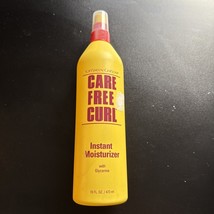 CARE
FREE
CURL
Instant
Moisturizer
with
Glycerine